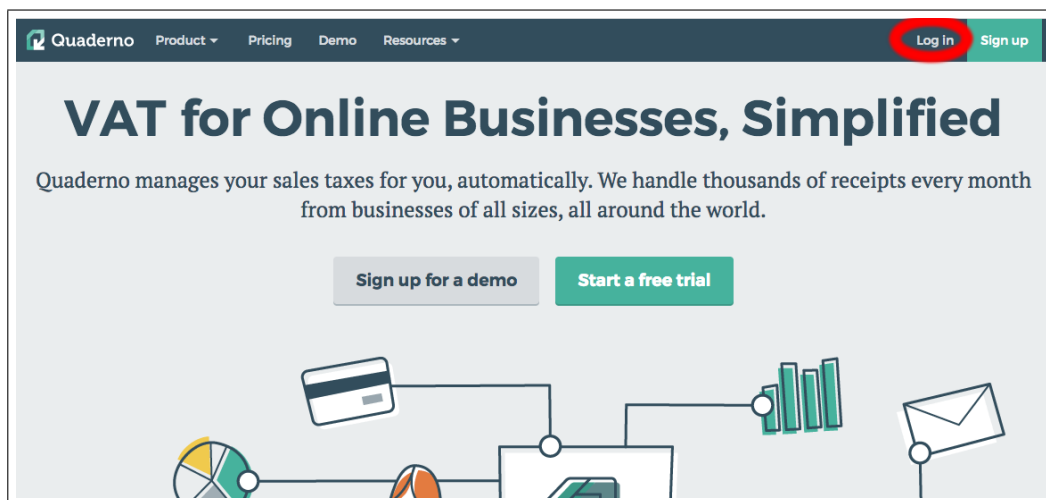 Quaderno Product Pricing Demo Resources Log in Sign up
VAT for Online Businesses, Simplified
Quaderno manages your sales taxes for you, automatically. We handle thousands of receipts every month
from businesses of all sizes, all around the world.
Sign up for a demo Start a free trial